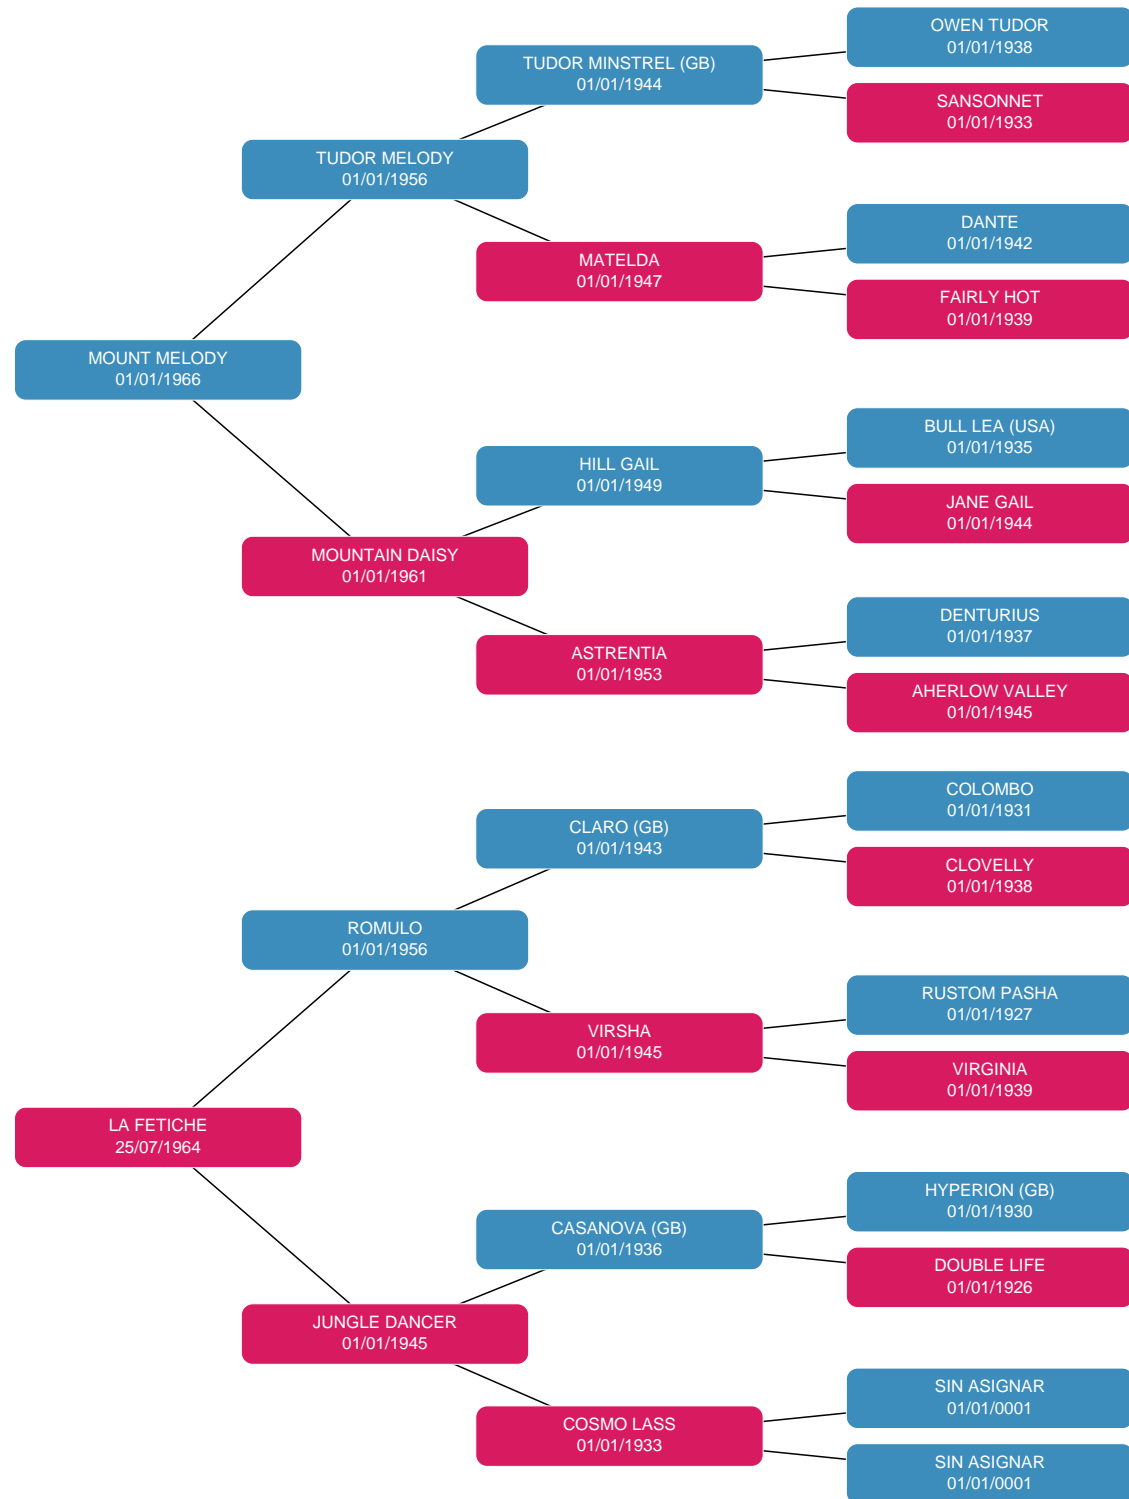 OWEN TUDOR
01/01/1938
TUDOR MINSTREL (GB)
01/01/1944
SANSONNET
01/01/1933
TUDOR MELODY
01/01/1956
DANTE
01/01/1942
MATELDA
01/01/1947
FAIRLY HOT
01/01/1939
MOUNT MELODY
01/01/1966
BULL LEA (USA)
01/01/1935
HILL GAIL
01/01/1949
JANE GAIL
01/01/1944
MOUNTAIN DAISY
01/01/1961
DENTURIUS
01/01/1937
ASTRENTIA
01/01/1953
AHERLOW VALLEY
01/01/1945
COLOMBO
01/01/1931
CLARO (GB)
01/01/1943
CLOVELLY
01/01/1938
ROMULO
01/01/1956
RUSTOM PASHA
01/01/1927
VIRSHA
01/01/1945
VIRGINIA
01/01/1939
LA FETICHE
25/07/1964
HYPERION (GB)
01/01/1930
CASANOVA (GB)
01/01/1936
DOUBLE LIFE
01/01/1926
JUNGLE DANCER
01/01/1945
SIN ASIGNAR
01/01/0001
COSMO LASS
01/01/1933
SIN ASIGNAR
01/01/0001